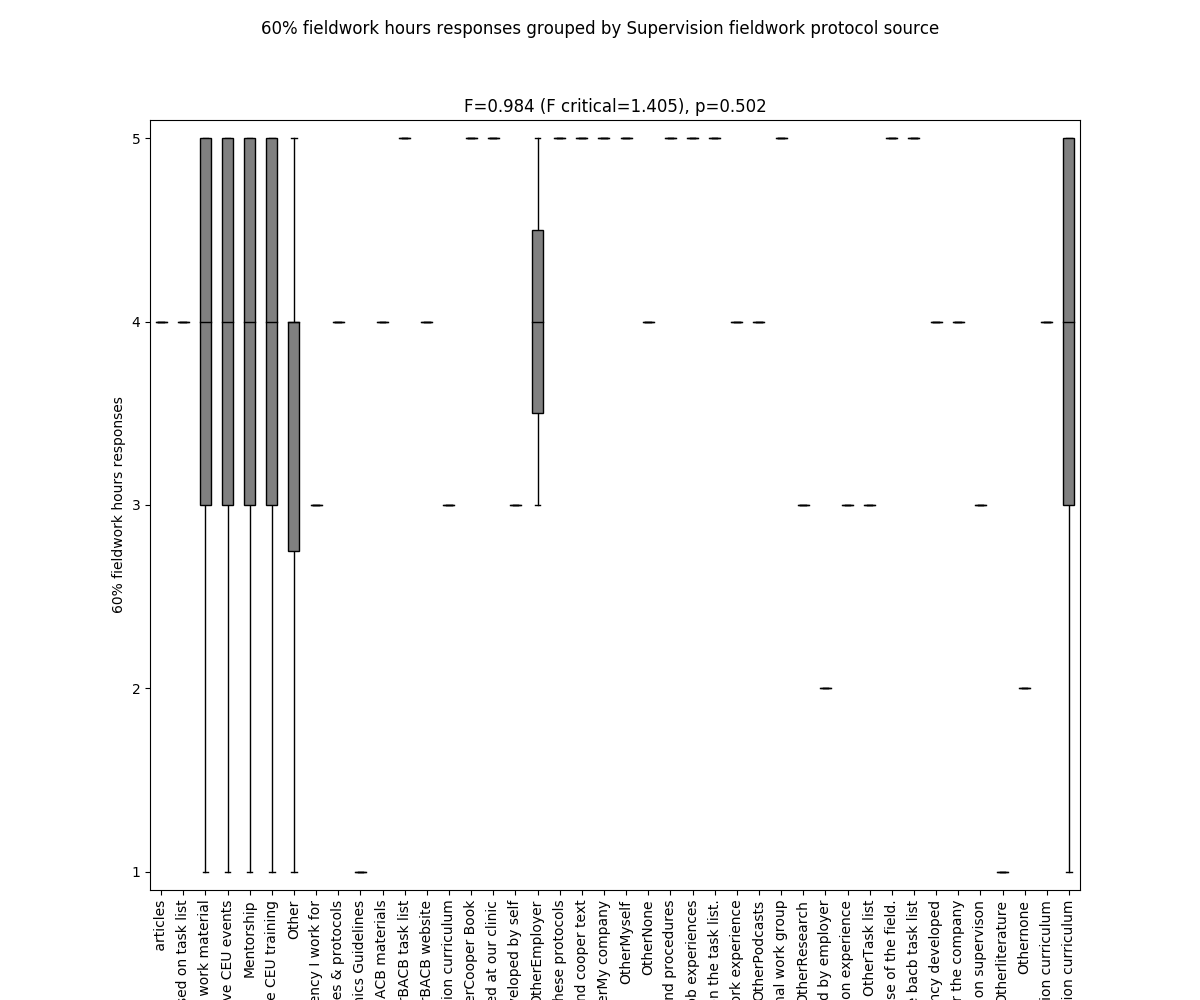 60% fieldwork hours responses grouped by Supervision fieldwork protocol source
F=0.984 (F critical=1.405), p=0.502
60% fieldwork hours responses
5
4
3
2
1
articles
sed on task list
work material
ve CEU events
Mentorship
e CEU training
Other
ency I work for
es & protocols
ics Guidelines
ACB materials
rBACB task list
rBACB website
ion curriculum
erCooper Book
ed at our clinic
veloped by self
OtherEmployer
hese protocols
nd cooper text
erMy company
OtherMyself
OtherNone
nd procedures
ob experiences
n the task list.
ork experience
OtherPodcasts
nal work group
OtherResearch
d by employer
on experience
OtherTask list
se of the field.
e bacb task list
ncy developed
r the company
on supervison
Otherliterature
Othernone
ion curriculum
ion curriculum